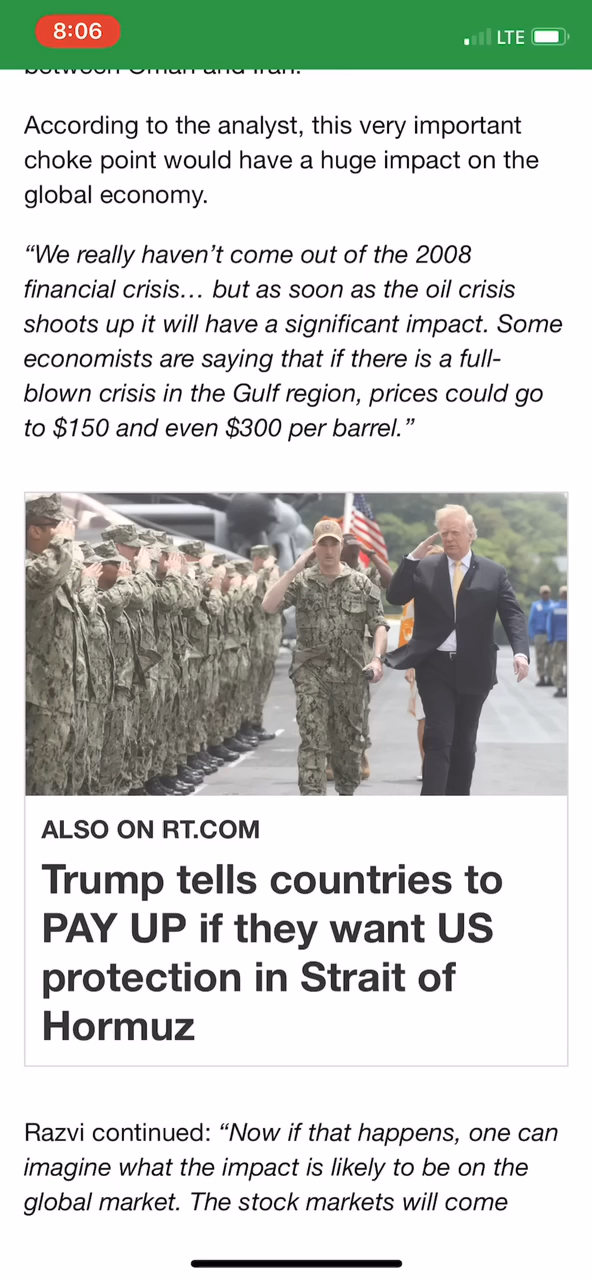 8:06
LTE
between Oman and Iran.
According to the analyst, this very important
choke point would have a huge impact on the
global economy.
“We really haven’t come out of the 2008
financial crisis… but as soon as the oil crisis
shoots up it will have a significant impact. Some
economists are saying that if there is a full-
blown crisis in the Gulf region, prices could go
to $150 and even $300 per barrel.”
ALSO ON RT.COM
Trump tells countries to
PAY UP if they want US
protection in Strait of
Hormuz
Razvi continued: “Now if that happens, one can
imagine what the impact is likely to be on the
global market. The stock markets will come